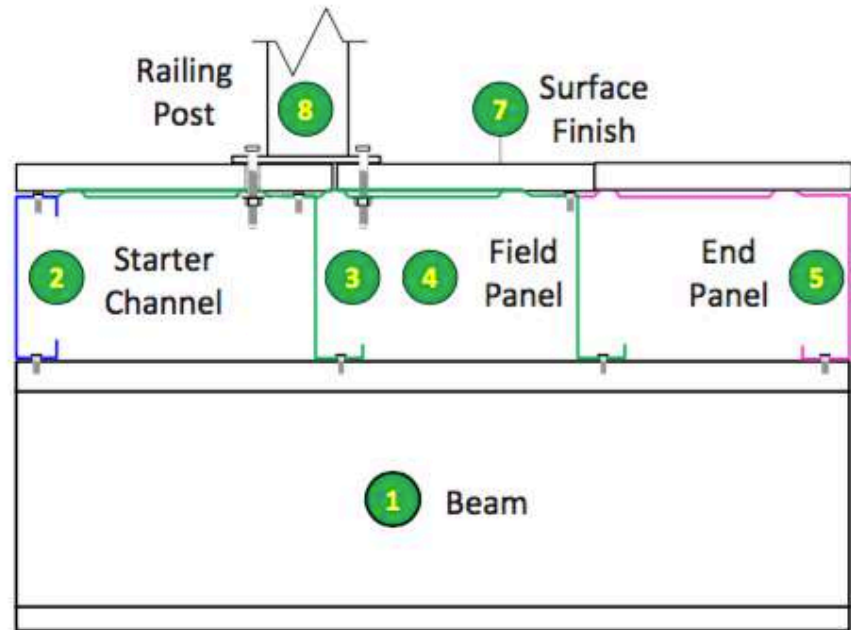 Railing
Post
8
7
Surface
Finish
2
Starter
Channel
3
4
Field
Panel
End
Panel
5
1
Beam